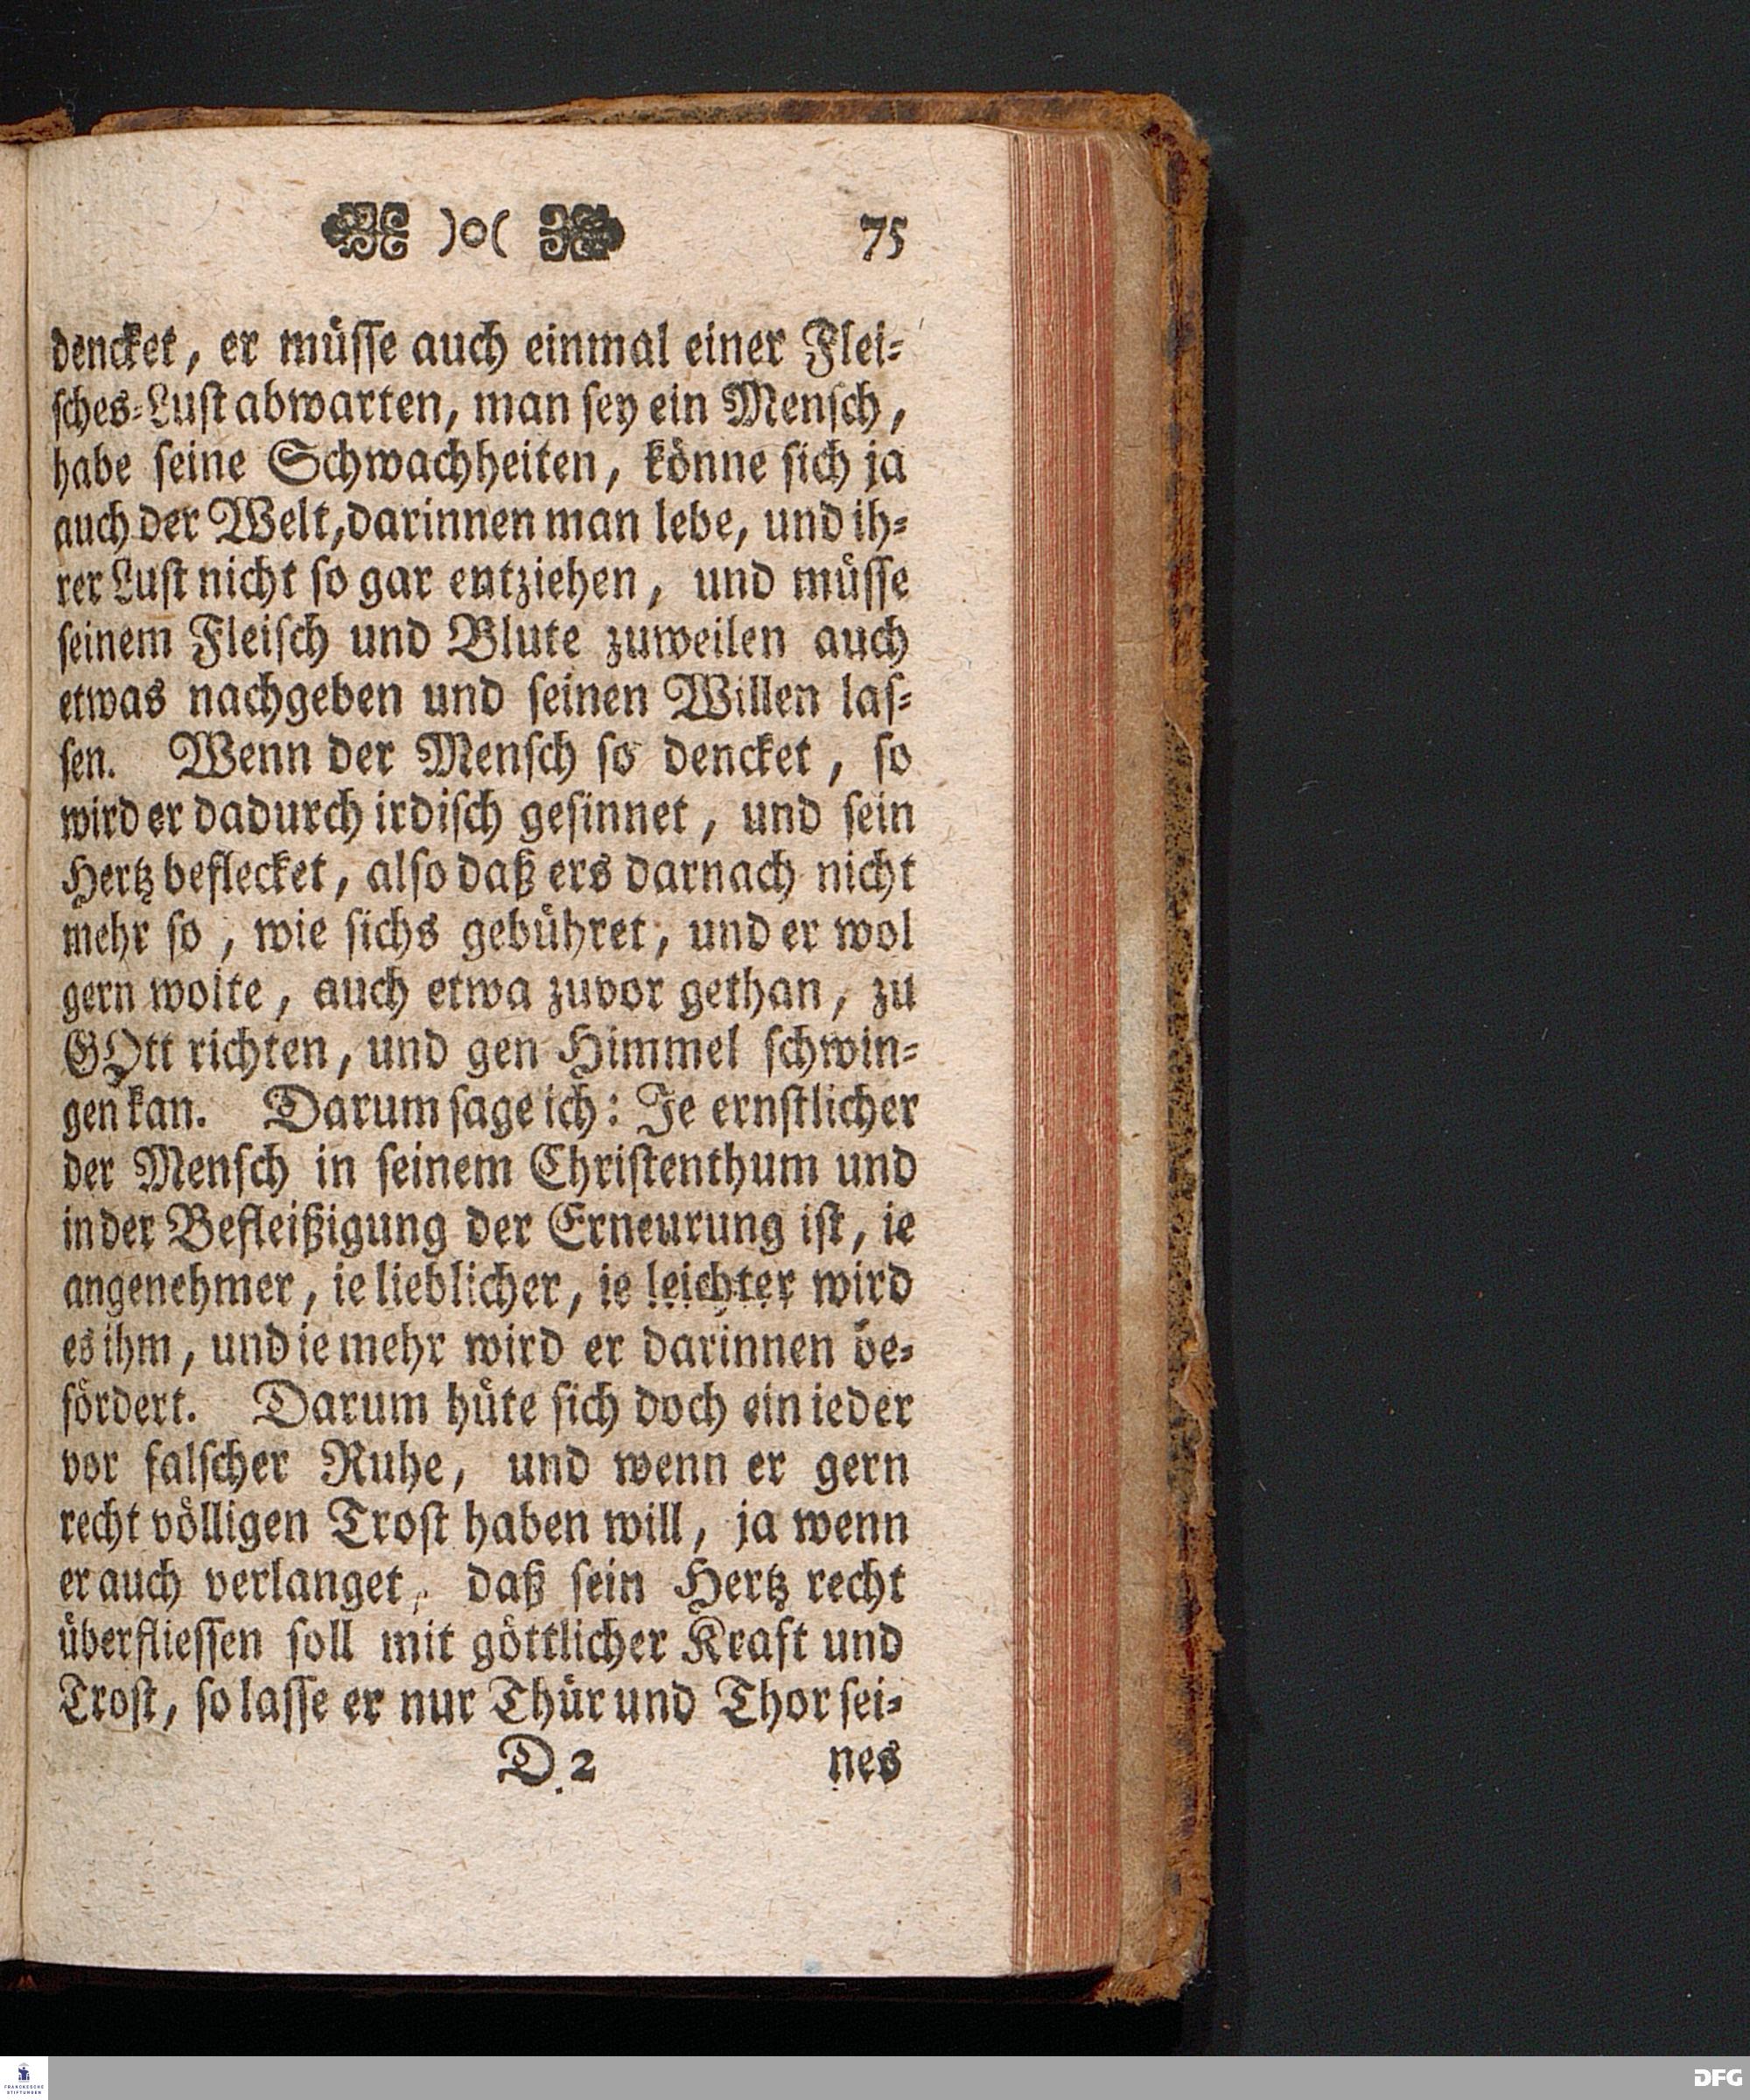 )o( 75
dencket, er müsse auch einmal einer Flei-
sches-Lust abwarten, man sey ein Mensch,
habe seine Schwachheiten, könne sich ja
auch der Welt, darinnen man lebe, und ih-
rer Lust nicht so gar entziehen, und müsse
seinem Fleisch und Blute zuweilen auch
etwas nachgeben und seinen Willen las-
sen. Wenn der Mensch so dencket, so
wird er dadurch irdisch gesinnet, und sein
Hertz beflecket, also daß ers darnach nicht
mehr so, wie sichs gebühret, und er wol
gern wolte, auch etwa zuvor gethan, zu
GOtt richten, und gen Himmel schwin-
gen kan. Darum sage ich: Je ernstlicher
der Mensch in seinem Christenthum und
in der Befleißigung der Erneurung ist, ie
angenehmer, ie lieblicher, ie leichter wird
es ihm, und ie mehr wird er darinnen be-
fördert. Darum hüte sich doch ein ieder
vor falscher Ruhe, und wenn er gern
recht völligen Trost haben will, ja wenn
er auch verlanget, daß sein Hertz recht
überfliessen soll mit göttlicher Kraft und
Trost, so lasse er nur Thür und Thor sei-
D 2 nes
FRANCKESCHE
STIFTUNGEN
DFG